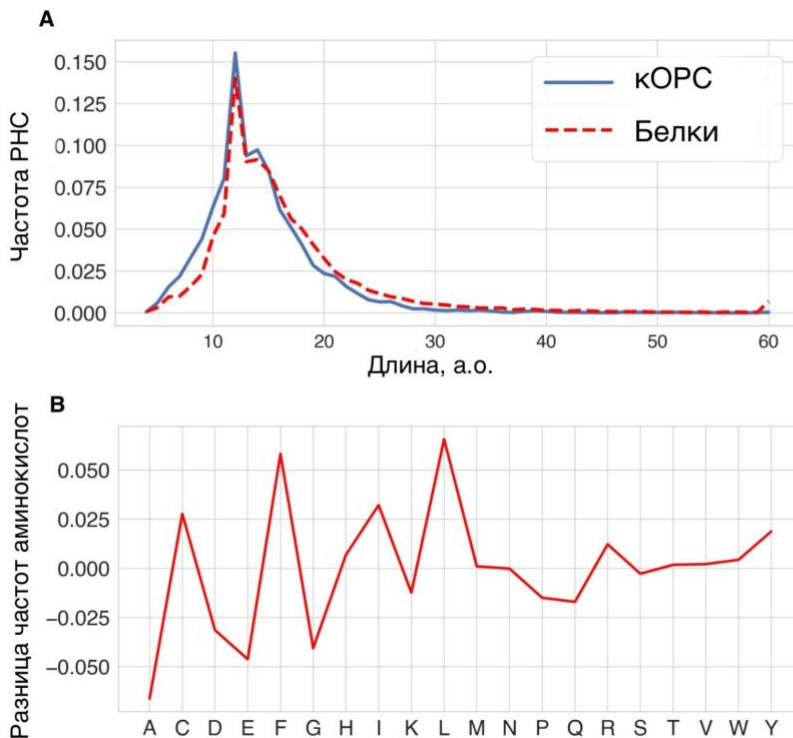 A
0.150
0.125
0.100
0.075
0.050
0.025
0.000
Частота РНС
кОРС
Белки
10 20 30 40 50 60
Длина, а.о.
B
0.050
0.025
0.000
−0.025
−0.050
Разница частот аминокислот
A C D E F G H I K L M N P Q R S T V W Y